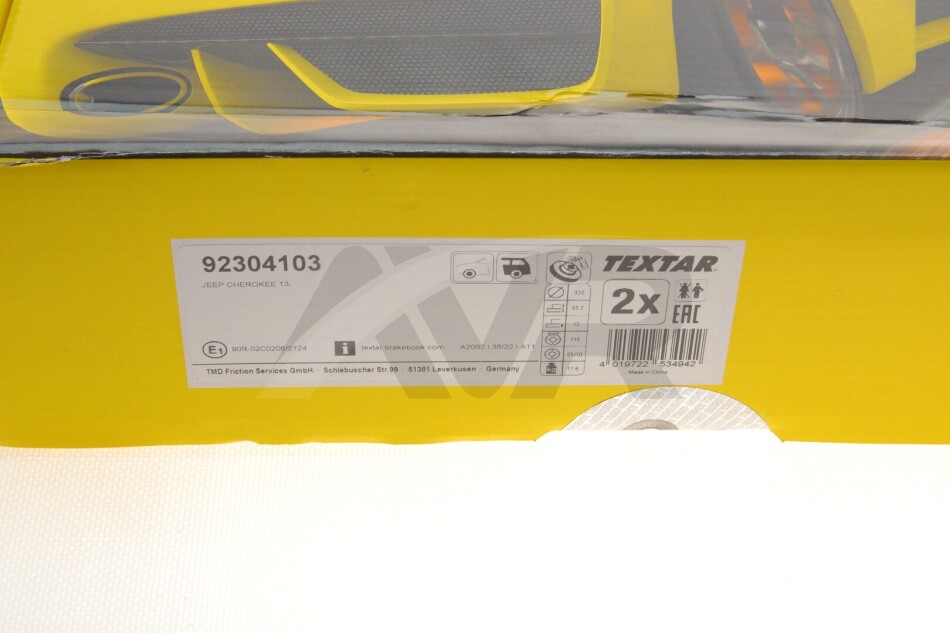 92304103
JEEP CHEROKEE 13-
TEXTAR
2x
EAC
E1 90R-02C0206/2124
i textar.brakebook.com
A2092 I 38/22 I A11
4 019722 534942
Made in China
TMD Friction Services GmbH · Schlebuscher Str.99 · 51381 Leverkusen · Germany
AVR